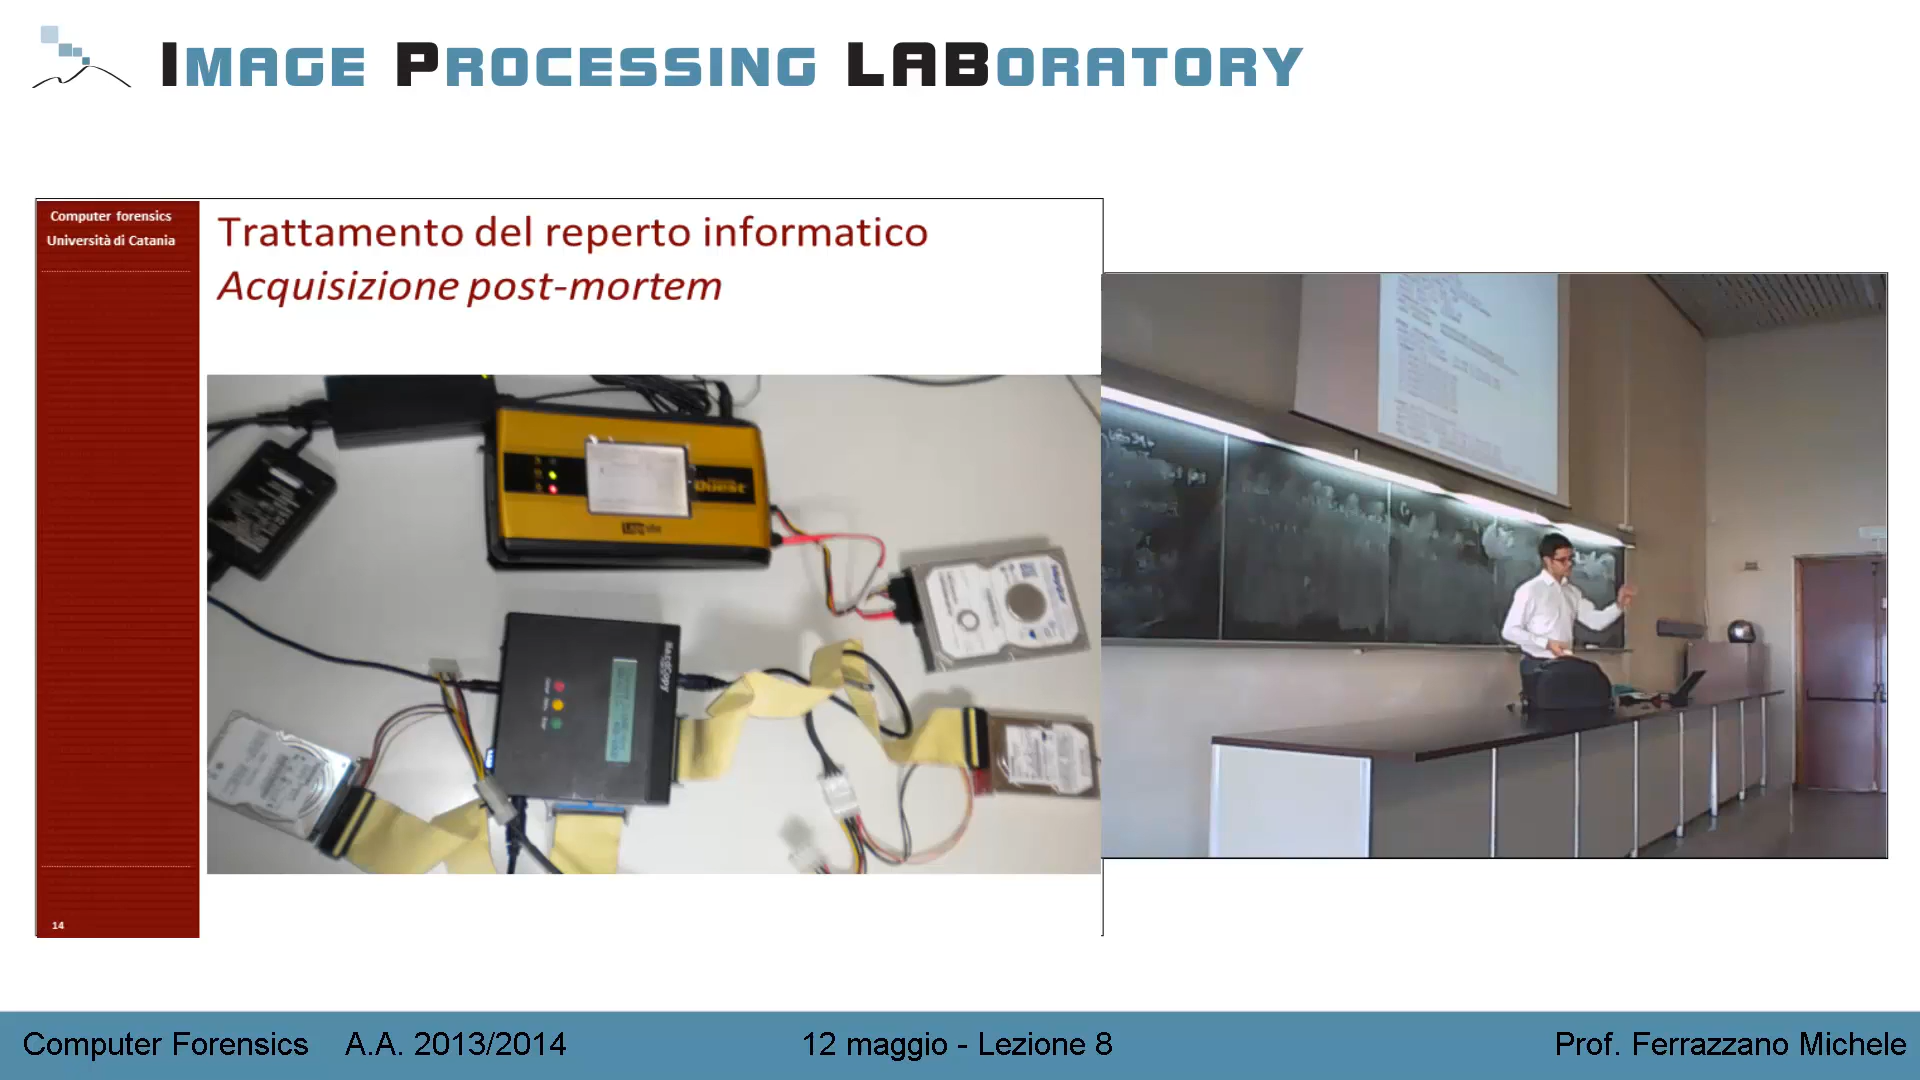 IMAGE PROCESSING LABORATORY
Computer forensics
Università di Catania
Trattamento del reperto informatico
Acquisizione post-mortem
Quest
14
Computer Forensics A.A. 2013/2014 12 maggio - Lezione 8 Prof. Ferrazzano Michele